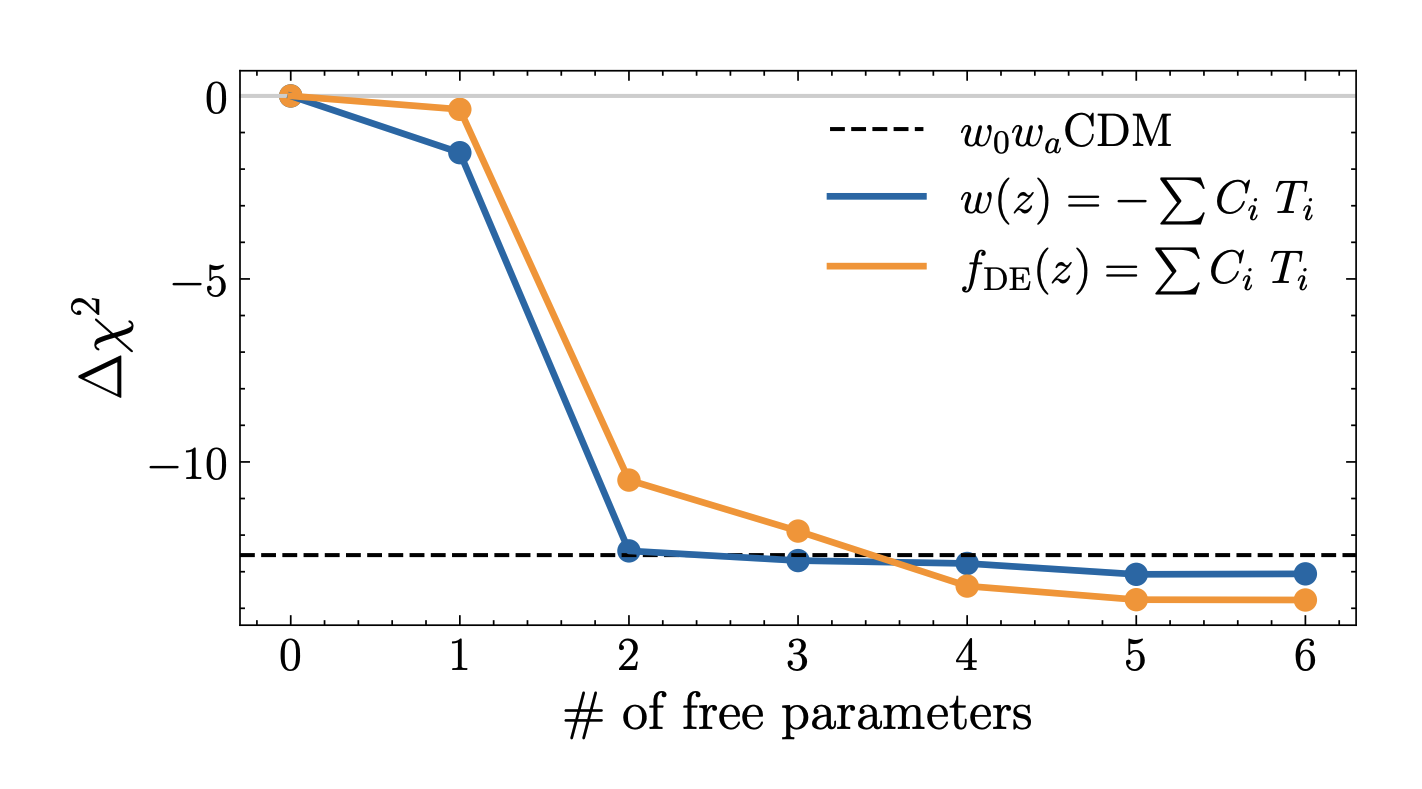 0
−5
−10
Δχ²
w₀wₐCDM
w(z) = − ∑ Cᵢ Tᵢ
f_DE(z) = ∑ Cᵢ Tᵢ
0 1 2 3 4 5 6
# of free parameters